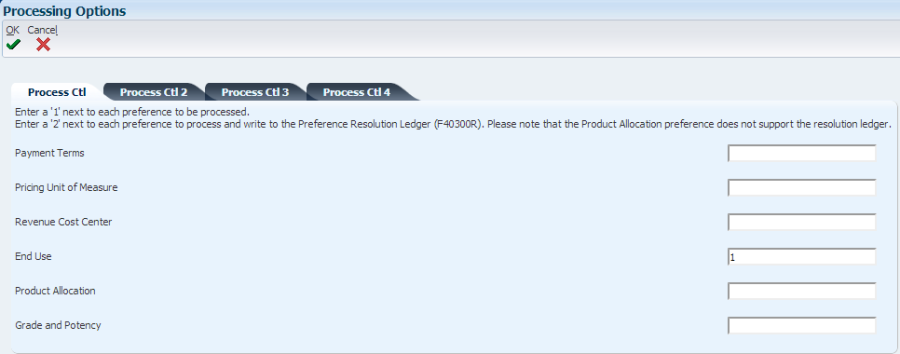 Processing Options
OK Cancel
Process Ctl Process Ctl 2 Process Ctl 3 Process Ctl 4
Enter a '1' next to each preference to be processed.
Enter a '2' next to each preference to process and write to the Preference Resolution Ledger (F40300R). Please note that the Product Allocation preference does not support the resolution ledger.
Payment Terms
Pricing Unit of Measure
Revenue Cost Center
End Use 1
Product Allocation
Grade and Potency